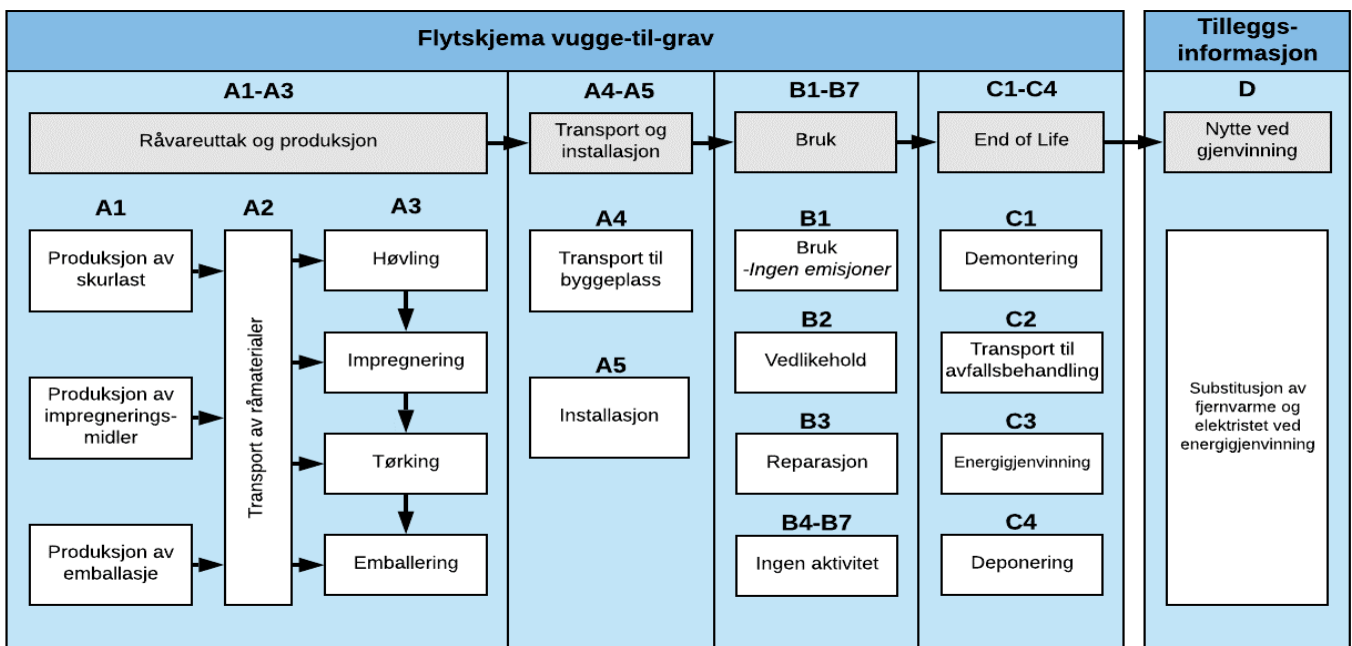 Flytskjema vugge-til-grav
Tilleggs-
informasjon
A1-A3
A4-A5
B1-B7
C1-C4
D
Råvareuttak og produksjon
Transport og
installasjon
Bruk
End of Life
Nytte ved
gjenvinning
A1
A2
A3
Produksjon av
skurlast
Produksjon av
impregnerings-
midler
Produksjon av
emballasje
Transport av råmaterialer
Høvling
Impregnering
Tørking
Emballering
A4
Transport til
byggeplass
A5
Installasjon
B1
Bruk
-Ingen emisjoner
B2
Vedlikehold
B3
Reparasjon
B4-B7
Ingen aktivitet
C1
Demontering
C2
Transport til
avfallsbehandling
C3
Energigjenvinning
C4
Deponering
Substitusjon av
fjernvarme og
elektristet ved
energigjenvinning